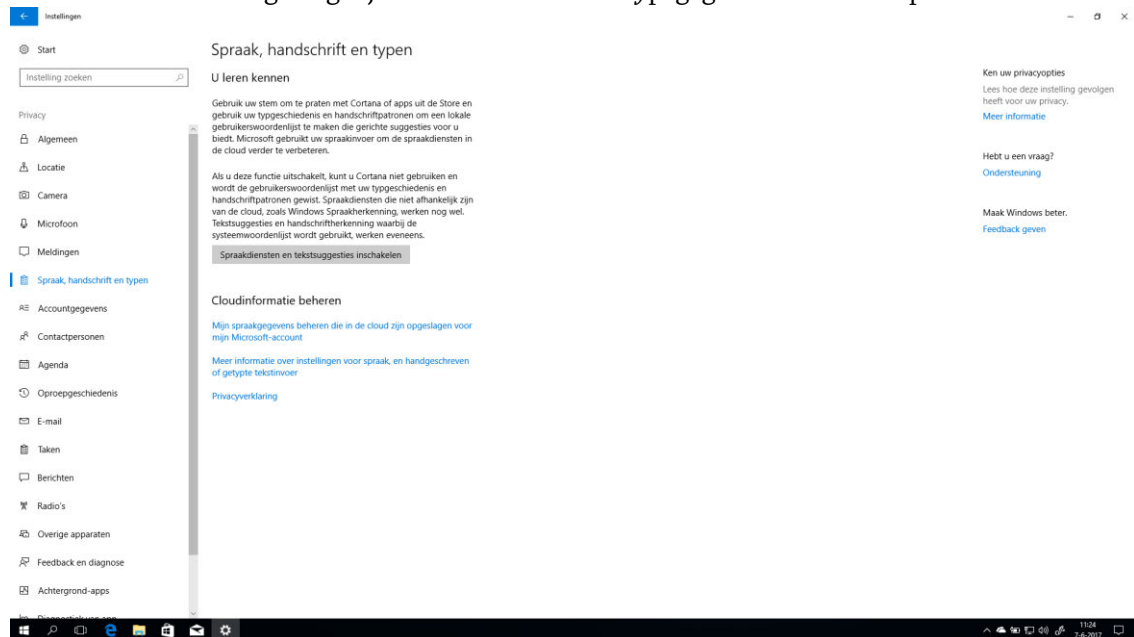 Instellingen
Start
Instelling zoeken
Privacy
Algemeen
Locatie
Camera
Microfoon
Meldingen
Spraak, handschrift en typen
Accountgegevens
Contactpersonen
Agenda
Oproepgeschiedenis
E-mail
Taken
Berichten
Radio's
Overige apparaten
Feedback en diagnose
Achtergrond-apps
Spraak, handschrift en typen
U leren kennen
Gebruik uw stem om te praten met Cortana of apps uit de Store en
gebruik uw typgeschiedenis en handschriftpatronen om een lokale
gebruikerswoordenlijst te maken die gerichte suggesties voor u
biedt. Microsoft gebruikt uw spraakinvoer om de spraakdiensten in
de cloud verder te verbeteren.
Als u deze functie uitschakelt, kunt u Cortana niet gebruiken en
wordt de gebruikerswoordenlijst met uw typgeschiedenis en
handschriftpatronen gewist. Spraakdiensten die niet afhankelijk zijn
van de cloud, zoals Windows Spraakherkenning, werken nog wel.
Tekstsuggesties en handschriftherkenning waarbij de
systeemwoordenlijst wordt gebruikt, werken eveneens.
Spraakdiensten en tekstsuggesties inschakelen
Cloudinformatie beheren
Mijn spraakgegevens beheren die in de cloud zijn opgeslagen voor
mijn Microsoft-account
Meer informatie over instellingen voor spraak, en handgeschreven
of getypte tekstinvoer
Privacyverklaring
Ken uw privacyopties
Lees hoe deze instelling gevolgen
heeft voor uw privacy.
Meer informatie
Hebt u een vraag?
Ondersteuning
Maak Windows beter.
Feedback geven
11:24
7-6-2017